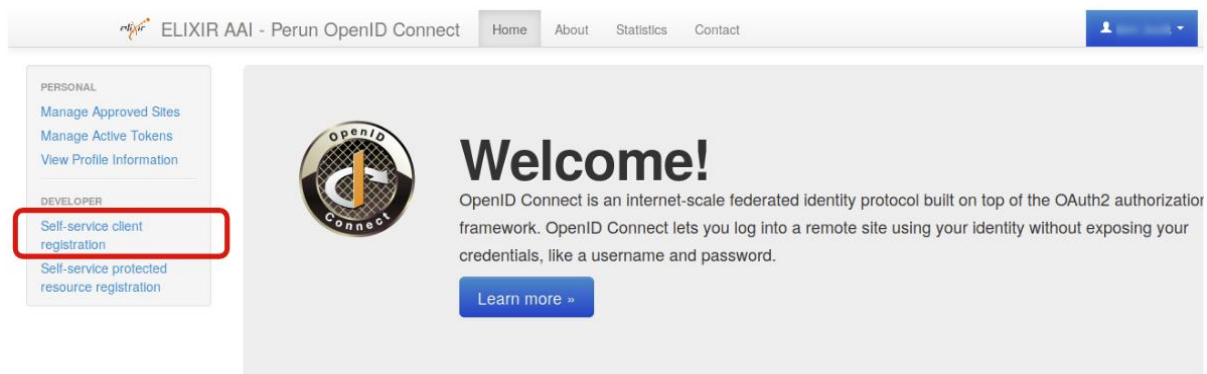 elixir ELIXIR AAI - Perun OpenID Connect Home About Statistics Contact
PERSONAL
Manage Approved Sites
Manage Active Tokens
View Profile Information
DEVELOPER
Self-service client
registration
Self-service protected
resource registration
OpenID
Connect
Welcome!
OpenID Connect is an internet-scale federated identity protocol built on top of the OAuth2 authorization
framework. OpenID Connect lets you log into a remote site using your identity without exposing your
credentials, like a username and password.
Learn more »